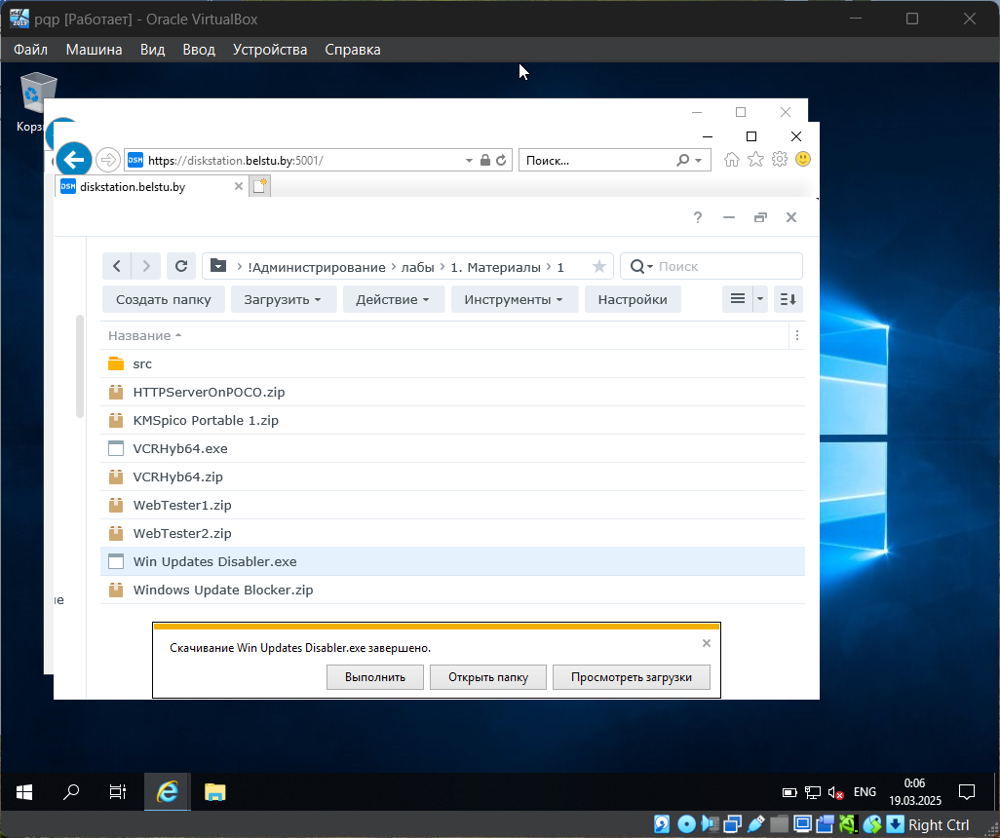 pqp [Работает] - Oracle VirtualBox
Файл Машина Вид Ввод Устройства Справка
https://diskstation.belstu.by:5001/
Поиск...
DSM diskstation.belstu.by
?
!Администрирование › лабы › 1. Материалы › 1
Поиск
Создать папку Загрузить Действие Инструменты Настройки
Название
src
HTTPServerOnPOCO.zip
KMSpico Portable 1.zip
VCRHyb64.exe
VCRHyb64.zip
WebTester1.zip
WebTester2.zip
Win Updates Disabler.exe
Windows Update Blocker.zip
Скачивание Win Updates Disabler.exe завершено.
Выполнить Открыть папку Просмотреть загрузки
ENG
0:06
19.03.2025
Right Ctrl